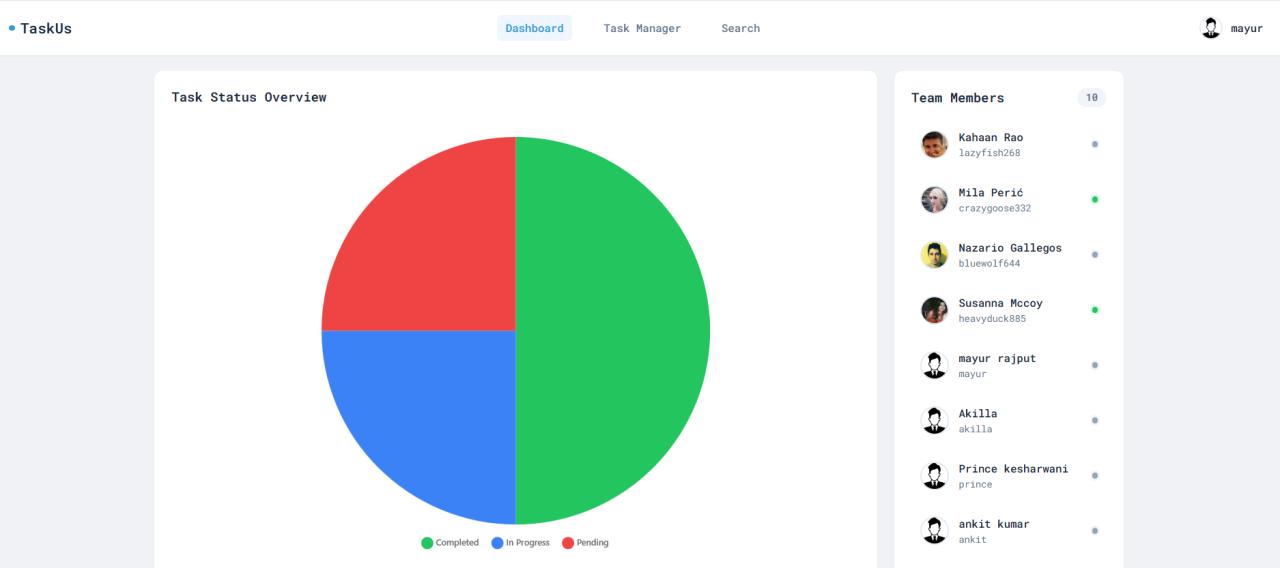 TaskUs
Dashboard
Task Manager
Search
mayur
Task Status Overview
Completed
In Progress
Pending
Team Members
10
Kahaan Rao
lazyfish268
Mila Perić
crazygoose332
Nazario Gallegos
bluewolf644
Susanna Mccoy
heavyduck885
mayur rajput
mayur
Akilla
akilla
Prince kesharwani
prince
ankit kumar
ankit